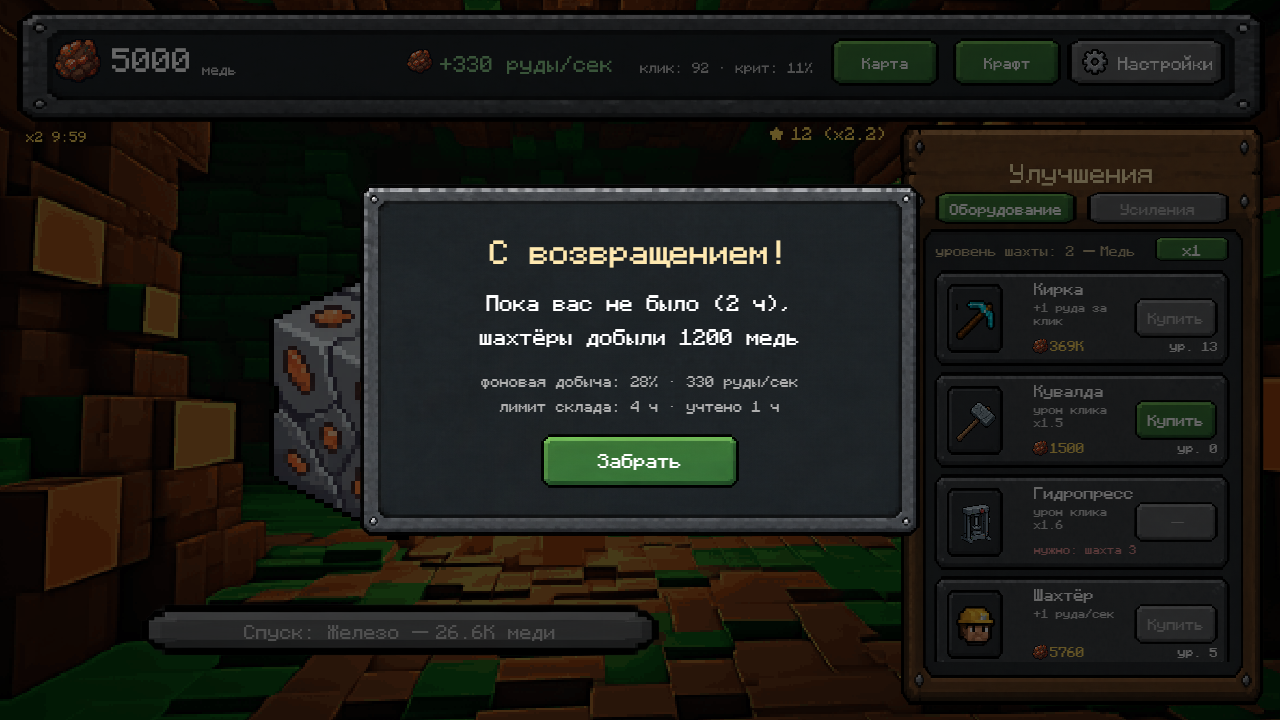 5000 медь
+330 руды/сек
клик: 92 · крит: 11%
Карта
Крафт
Настройки
x2 9:59
12 (x2.2)
Улучшения
Оборудование
Усиления
уровень шахты: 2 — Медь
x1
Кирка
+1 руда за
клик
Купить
369K
ур. 13
Кувалда
урон клика
x1.5
Купить
1500
ур. 0
Гидропресс
урон клика
x1.6
—
нужно: шахта 3
Шахтёр
+1 руда/сек
Купить
5760
ур. 5
С возвращением!
Пока вас не было (2 ч),
шахтёры добыли 1200 медь
фоновая добыча: 28% · 330 руды/сек
лимит склада: 4 ч · учтено 1 ч
Забрать
Спуск: Железо — 26.6K меди